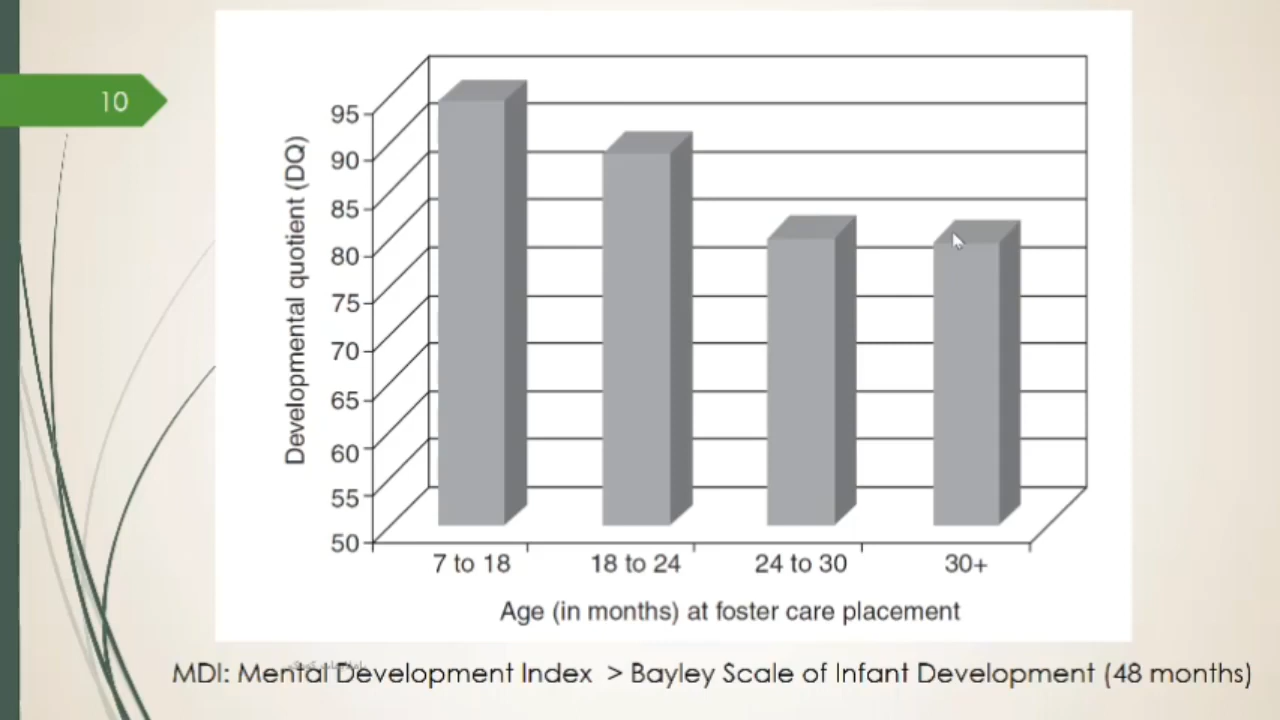 10
Developmental quotient (DQ)
95
90
85
80
75
70
65
60
55
50
7 to 18
18 to 24
24 to 30
30+
Age (in months) at foster care placement
MDI: Mental Development Index > Bayley Scale of Infant Development (48 months)